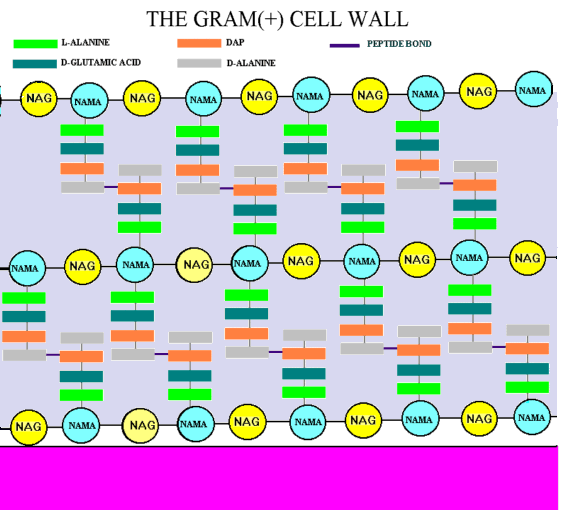 THE GRAM(+) CELL WALL
L-ALANINE DAP PEPTIDE BOND
D-GLUTAMIC ACID D-ALANINE
NAG NAMA NAG NAMA NAG NAMA NAG NAMA NAG NAMA
NAMA NAG NAMA NAG NAMA NAG NAMA NAG NAMA NAG
NAG NAMA NAG NAMA NAG NAMA NAG NAMA NAG NAMA